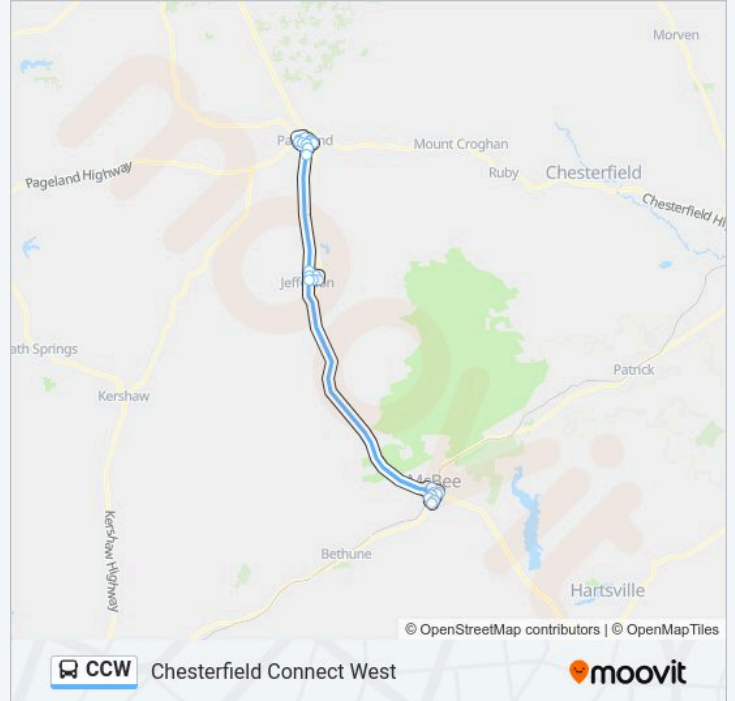 Morven
Pageland
Mount Croghan
Ruby
Chesterfield
Pageland Highway
Chesterfield Hi
Jefferson
ath Springs
Patrick
Kershaw
McBee
Kershaw Highway
Bethune
Hartsville
© OpenStreetMap contributors | © OpenMapTiles
CCW Chesterfield Connect West
moovit